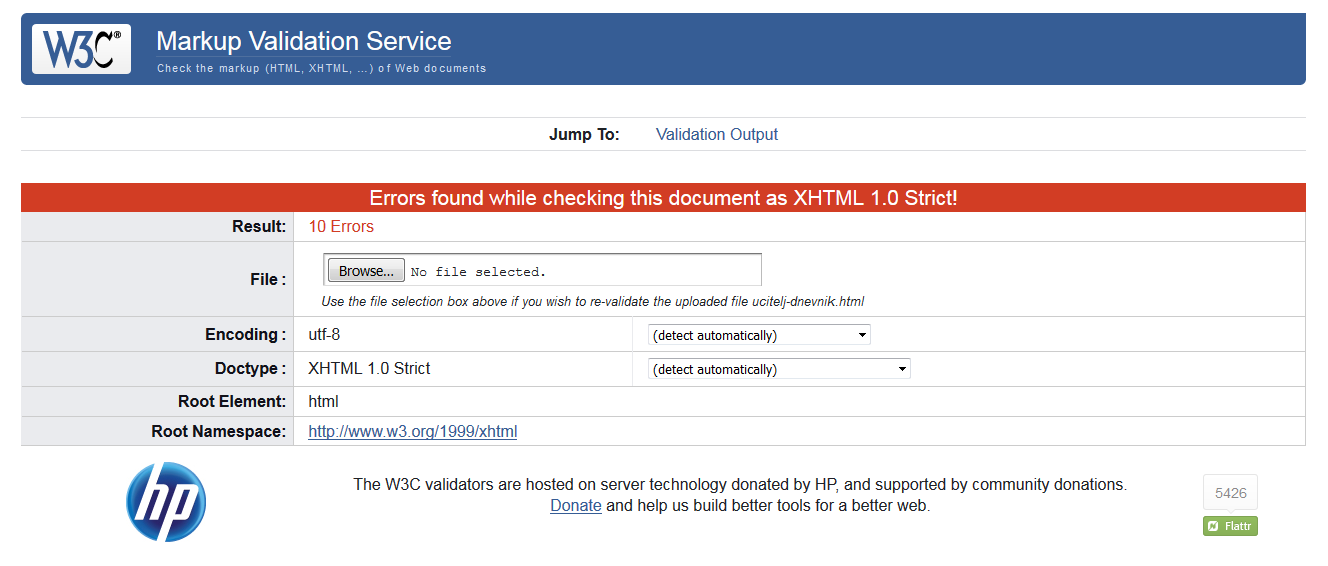 W3C®
Markup Validation Service
Check the markup (HTML, XHTML, …) of Web documents
Jump To: Validation Output
Errors found while checking this document as XHTML 1.0 Strict!
Result: 10 Errors
File : Browse... No file selected.
Use the file selection box above if you wish to re-validate the uploaded file ucitelj-dnevnik.html
Encoding : utf-8 (detect automatically)
Doctype : XHTML 1.0 Strict (detect automatically)
Root Element: html
Root Namespace: http://www.w3.org/1999/xhtml
hp
The W3C validators are hosted on server technology donated by HP, and supported by community donations.
Donate and help us build better tools for a better web.
5426
Flattr